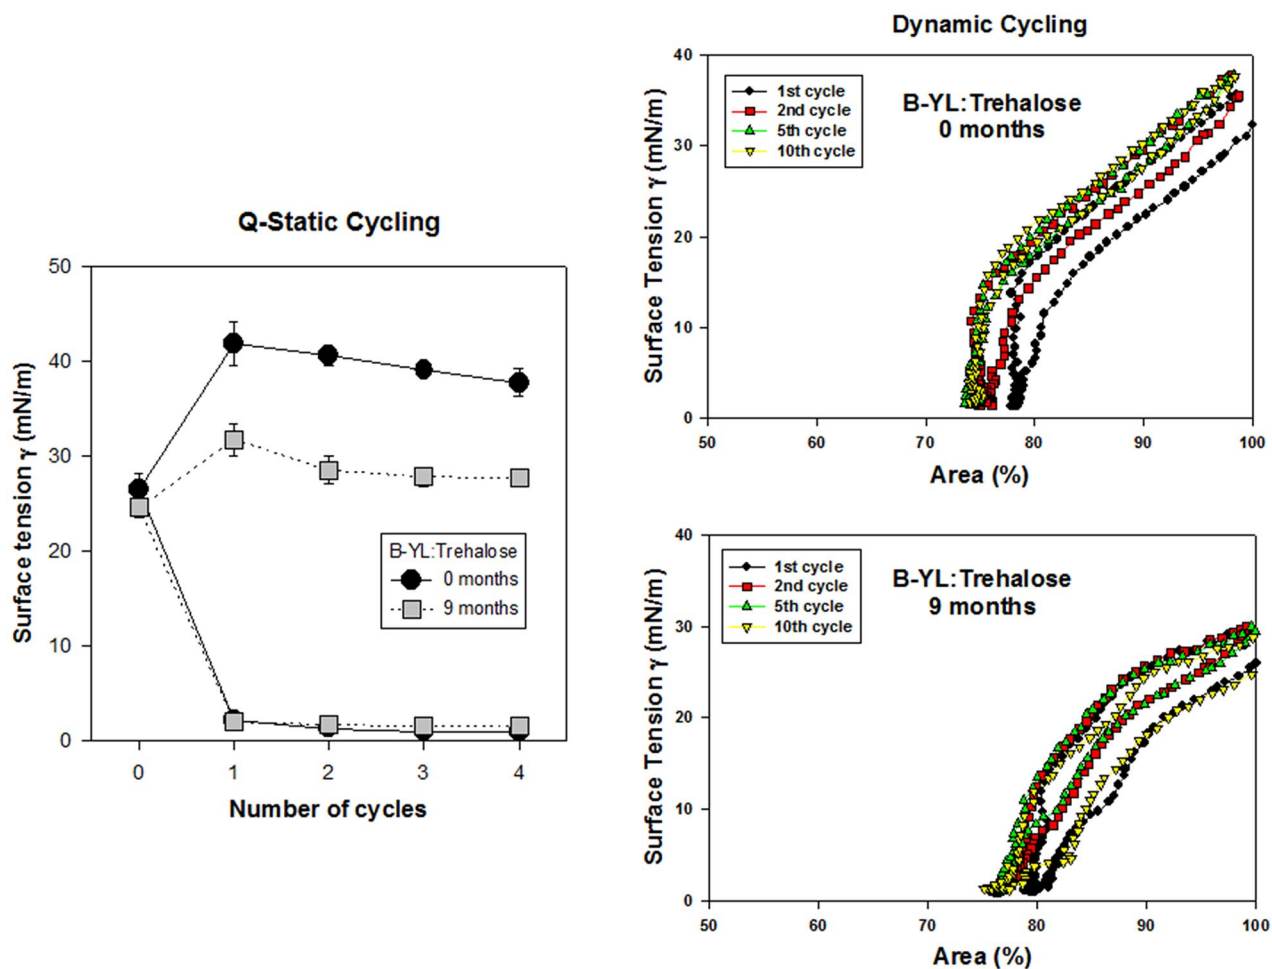 Q-Static Cycling
Surface tension γ (mN/m)
50
40
30
20
10
0
B-YL:Trehalose
0 months
9 months
0 1 2 3 4
Number of cycles
Dynamic Cycling
Surface Tension γ (mN/m)
40
30
20
10
0
1st cycle
2nd cycle
5th cycle
10th cycle
B-YL:Trehalose
0 months
50 60 70 80 90 100
Area (%)
Surface Tension γ (mN/m)
40
30
20
10
0
1st cycle
2nd cycle
5th cycle
10th cycle
B-YL:Trehalose
9 months
50 60 70 80 90 100
Area (%)